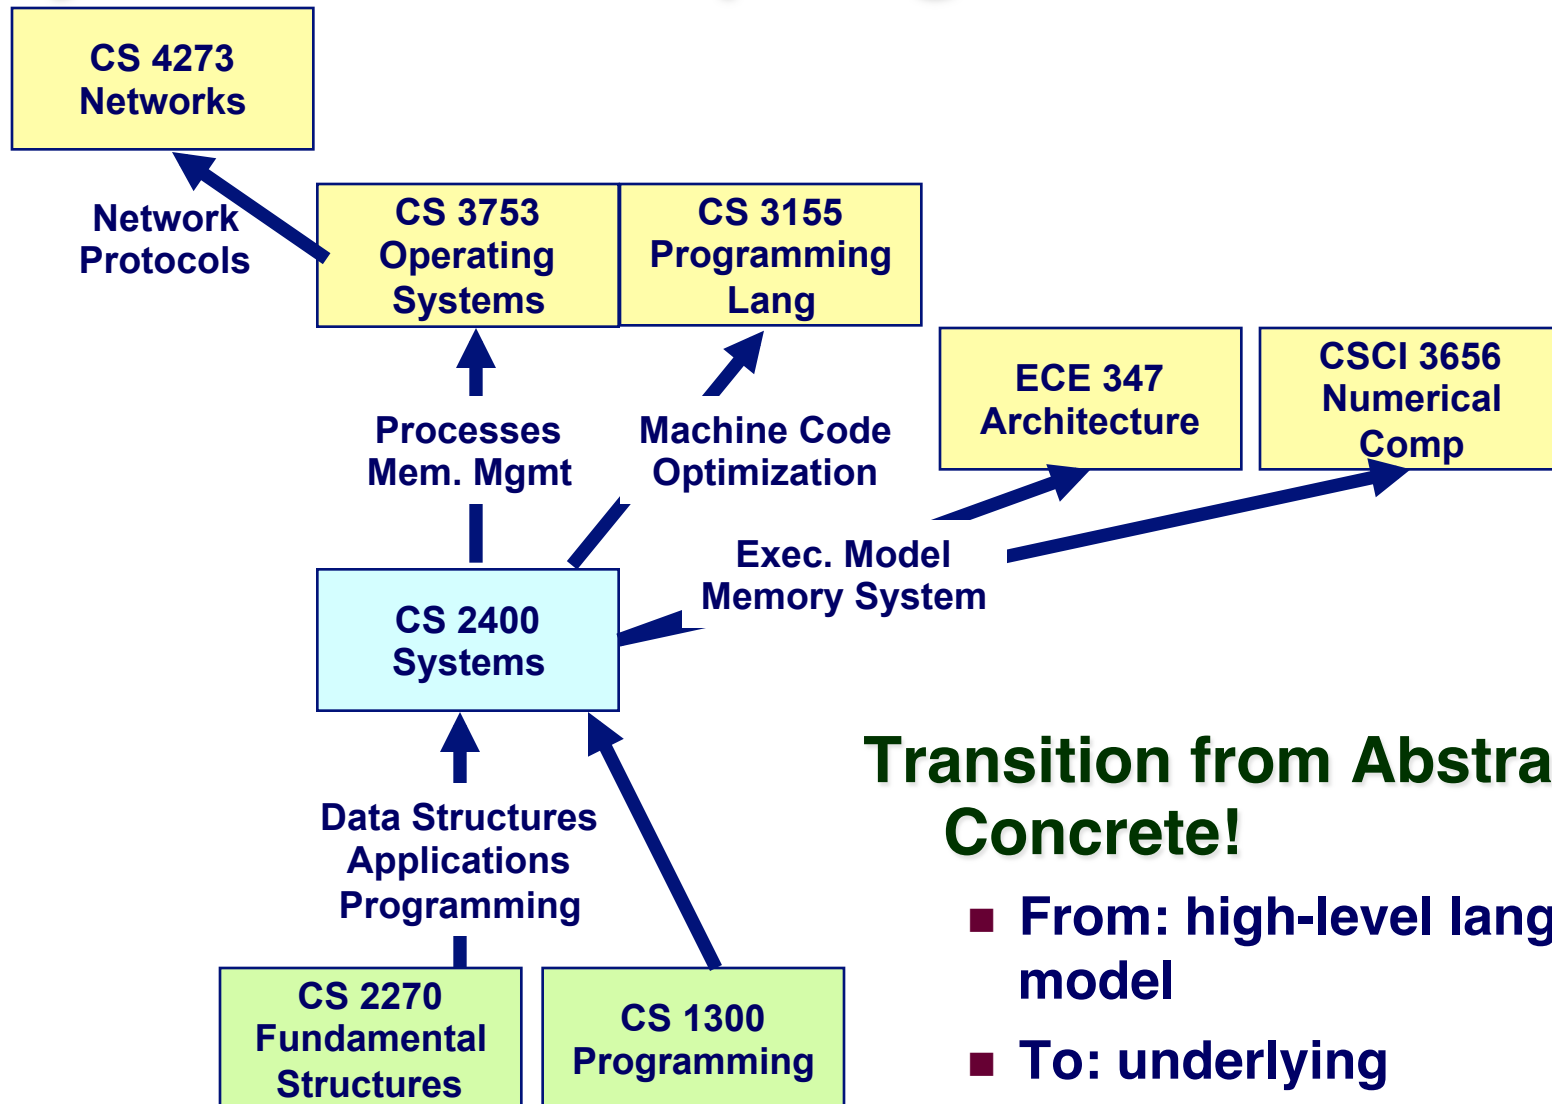 CS 4273
Networks
Network
Protocols
CS 3753
Operating
Systems
CS 3155
Programming
Lang
ECE 347
Architecture
CSCI 3656
Numerical
Comp
Processes
Mem. Mgmt
Machine Code
Optimization
Exec. Model
Memory System
CS 2400
Systems
Data Structures
Applications
Programming
CS 2270
Fundamental
Structures
CS 1300
Programming
Transition from Abstra
Concrete!
■ From: high-level lang
model
■ To: underlying